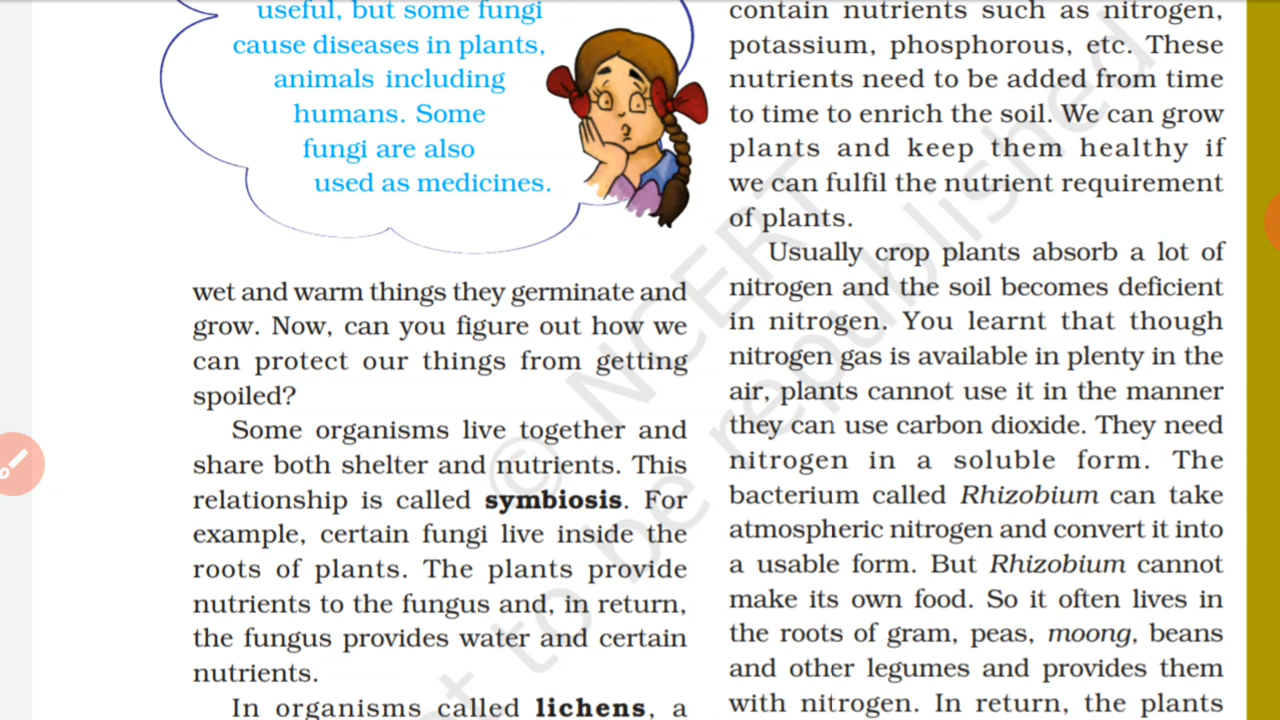 useful, but some fungi
cause diseases in plants,
animals including
humans. Some
fungi are also
used as medicines.
wet and warm things they germinate and
grow. Now, can you figure out how we
can protect our things from getting
spoiled?
Some organisms live together and
share both shelter and nutrients. This
relationship is called symbiosis. For
example, certain fungi live inside the
roots of plants. The plants provide
nutrients to the fungus and, in return,
the fungus provides water and certain
nutrients.
In organisms called lichens, a
contain nutrients such as nitrogen,
potassium, phosphorous, etc. These
nutrients need to be added from time
to time to enrich the soil. We can grow
plants and keep them healthy if
we can fulfil the nutrient requirement
of plants.
Usually crop plants absorb a lot of
nitrogen and the soil becomes deficient
in nitrogen. You learnt that though
nitrogen gas is available in plenty in the
air, plants cannot use it in the manner
they can use carbon dioxide. They need
nitrogen in a soluble form. The
bacterium called Rhizobium can take
atmospheric nitrogen and convert it into
a usable form. But Rhizobium cannot
make its own food. So it often lives in
the roots of gram, peas, moong, beans
and other legumes and provides them
with nitrogen. In return, the plants
© NCERT
not to be republished